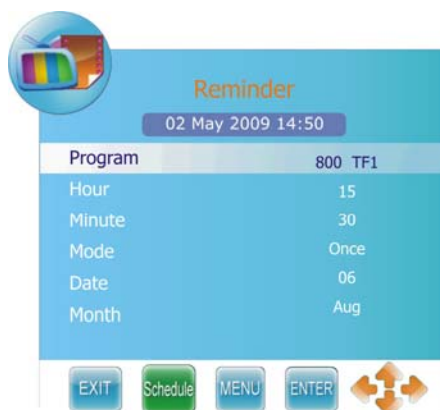 Reminder
02 May 2009 14:50
Program 800 TF1
Hour 15
Minute 30
Mode Once
Date 06
Month Aug
EXIT Schedule MENU ENTER